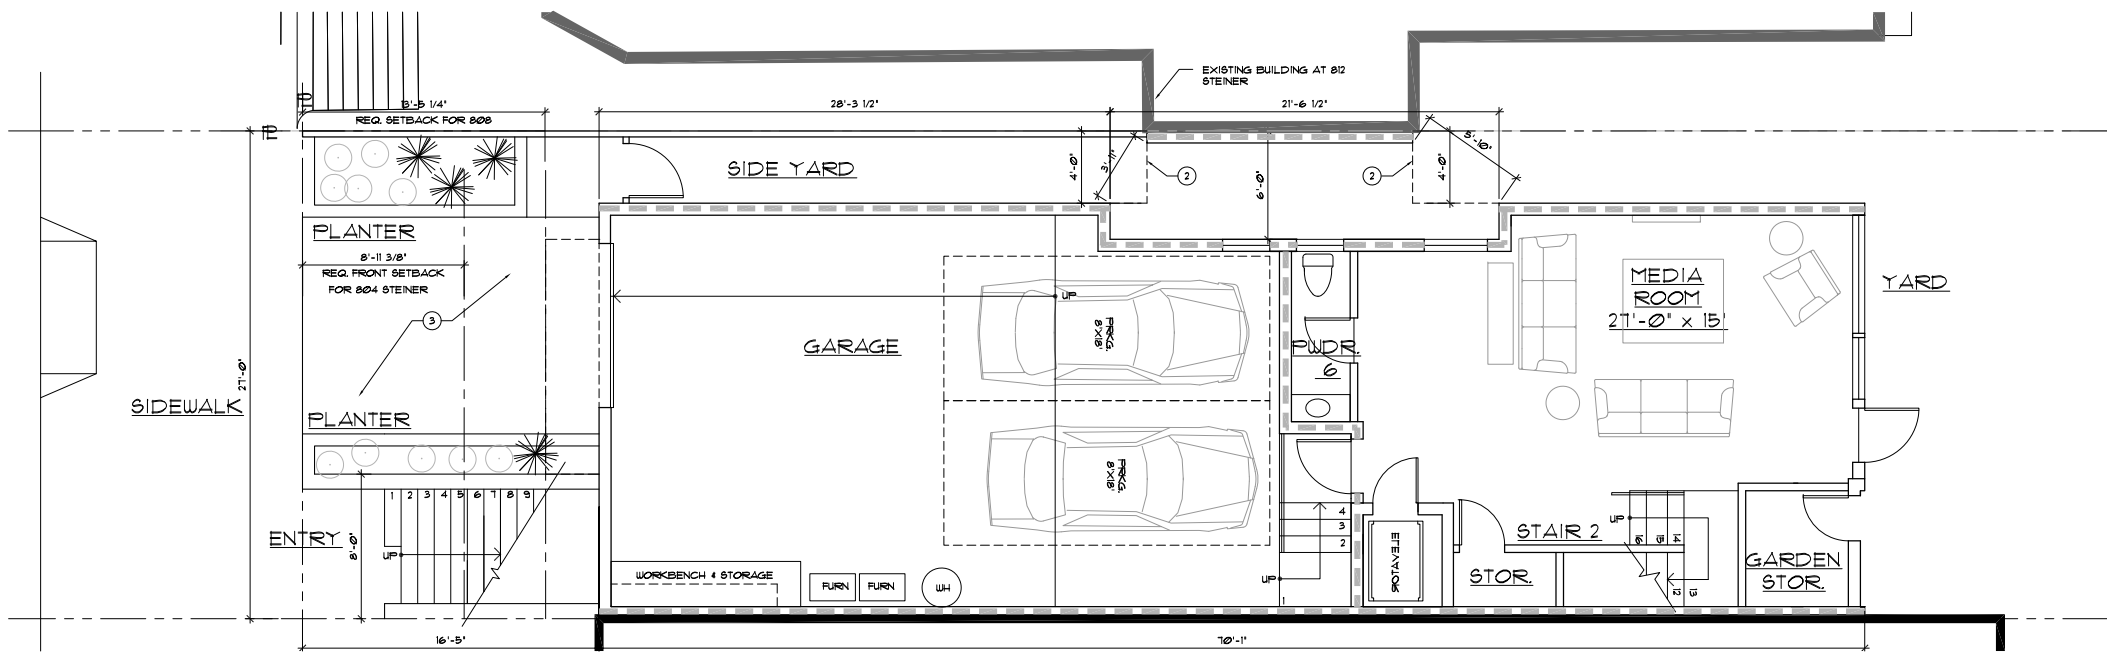 EXISTING BUILDING AT 812
STEINER
13'-5 1/4"
28'-3 1/2"
21'-6 1/2"
REQ. SETBACK FOR 808
5'-10"
SIDE YARD
4'-0"
3'-11"
2
6'-0"
2
4'-0"
PLANTER
8'-11 3/8"
REQ. FRONT SETBACK
FOR 804 STEINER
3
MEDIA
ROOM
27'-0" x 15'
YARD
UP
PRKG.
8'X18'
GARAGE
PWDR.
6
27'-0"
SIDEWALK
PLANTER
PRKG.
8'X18'
1 2 3 4 5 6 7 8 9
ENTRY
8'-0"
UP
4
3
2
UP
1
ELEVATOR
STAIR 2
UP
16 15 14
13
12
STOR.
GARDEN
STOR.
WORKBENCH & STORAGE
FURN
FURN
WH
16'-5"
70'-1"